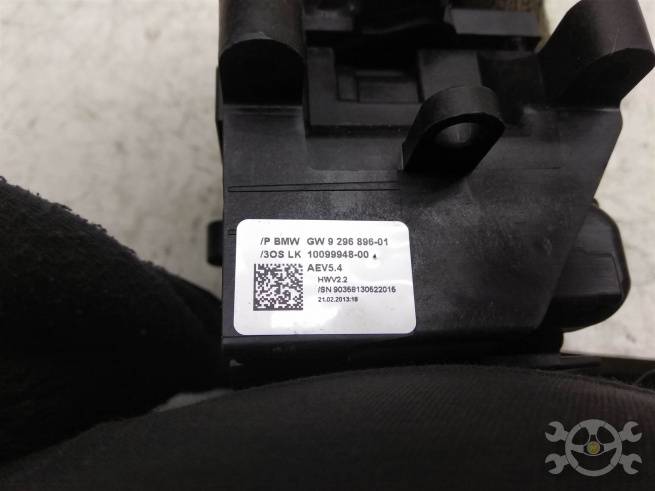 /P BMW GW 9 296 896-01
/3OS LK 10099948-00
AEV5.4
HWV2.2
/SN 90358130522015
21.02.2013:18